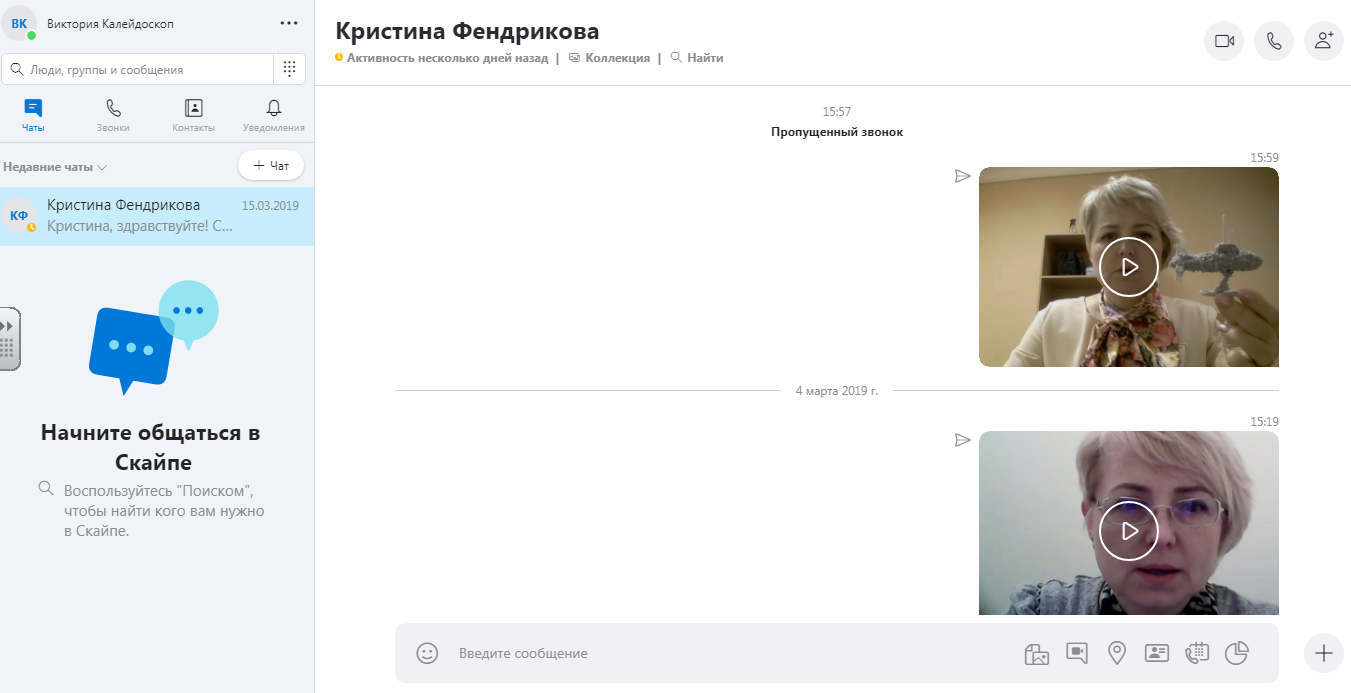 ВК
Виктория Калейдоскоп
Люди, группы и сообщения
Чаты
Звонки
Контакты
Уведомления
Недавние чаты
Чат
КФ
Кристина Фендрикова
15.03.2019
Кристина, здравствуйте! С...
Начните общаться в
Скайпе
Воспользуйтесь "Поиском",
чтобы найти кого вам нужно
в Скайпе.
Кристина Фендрикова
Активность несколько дней назад | Коллекция | Найти
15:57
Пропущенный звонок
15:59
4 марта 2019 г.
15:19
Введите сообщение